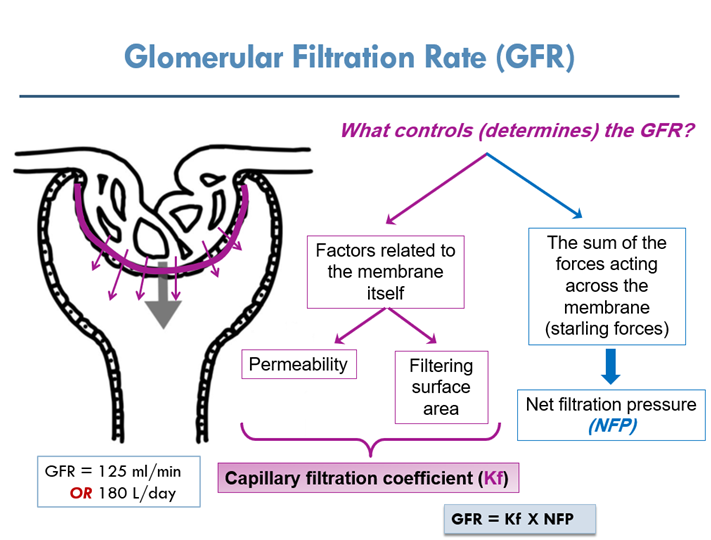 Glomerular Filtration Rate (GFR)
What controls (determines) the GFR?
Factors related to
the membrane
itself
The sum of the
forces acting
across the
membrane
(starling forces)
Permeability
Filtering
surface
area
Net filtration pressure
(NFP)
GFR = 125 ml/min
OR 180 L/day
Capillary filtration coefficient (Kf)
GFR = Kf X NFP